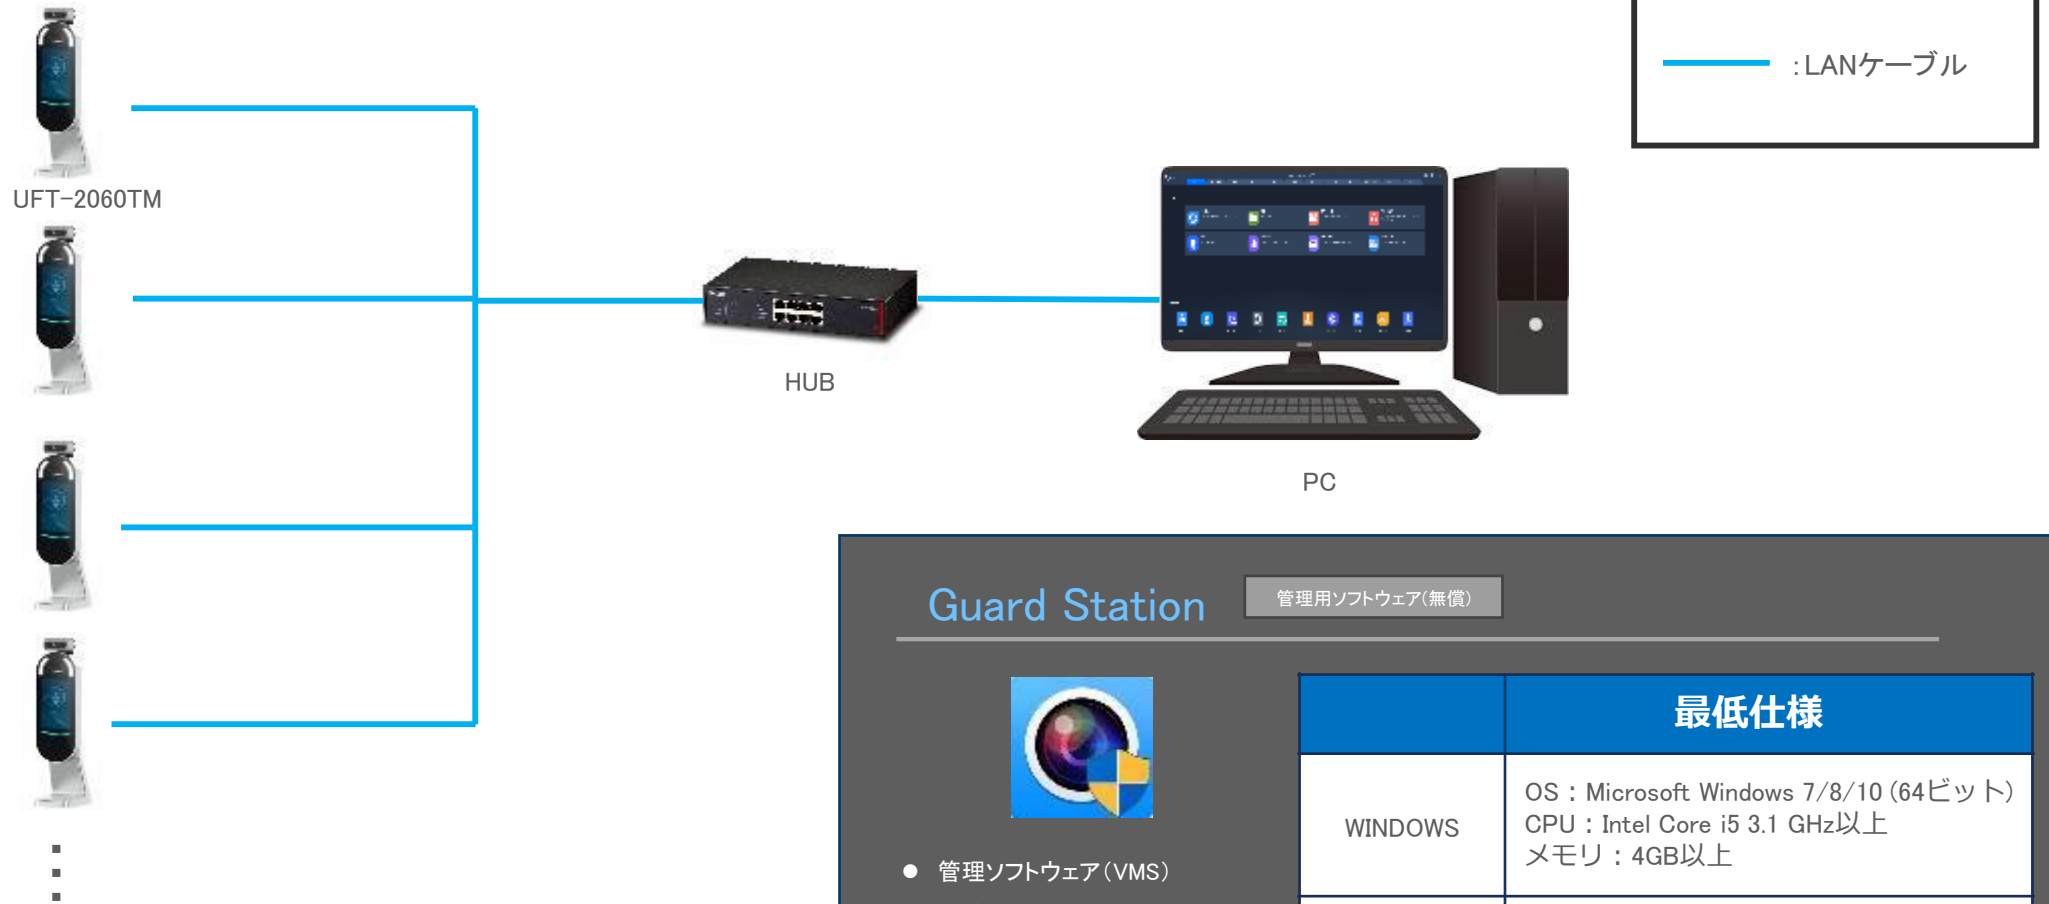 :LANケーブル
UFT-2060TM
HUB
PC
Guard Station
管理用ソフトウェア(無償)
最低仕様
WINDOWS
OS：Microsoft Windows 7/8/10 (64ビット)
CPU：Intel Core i5 3.1 GHz以上
メモリ：4GB以上
● 管理ソフトウェア（VMS）